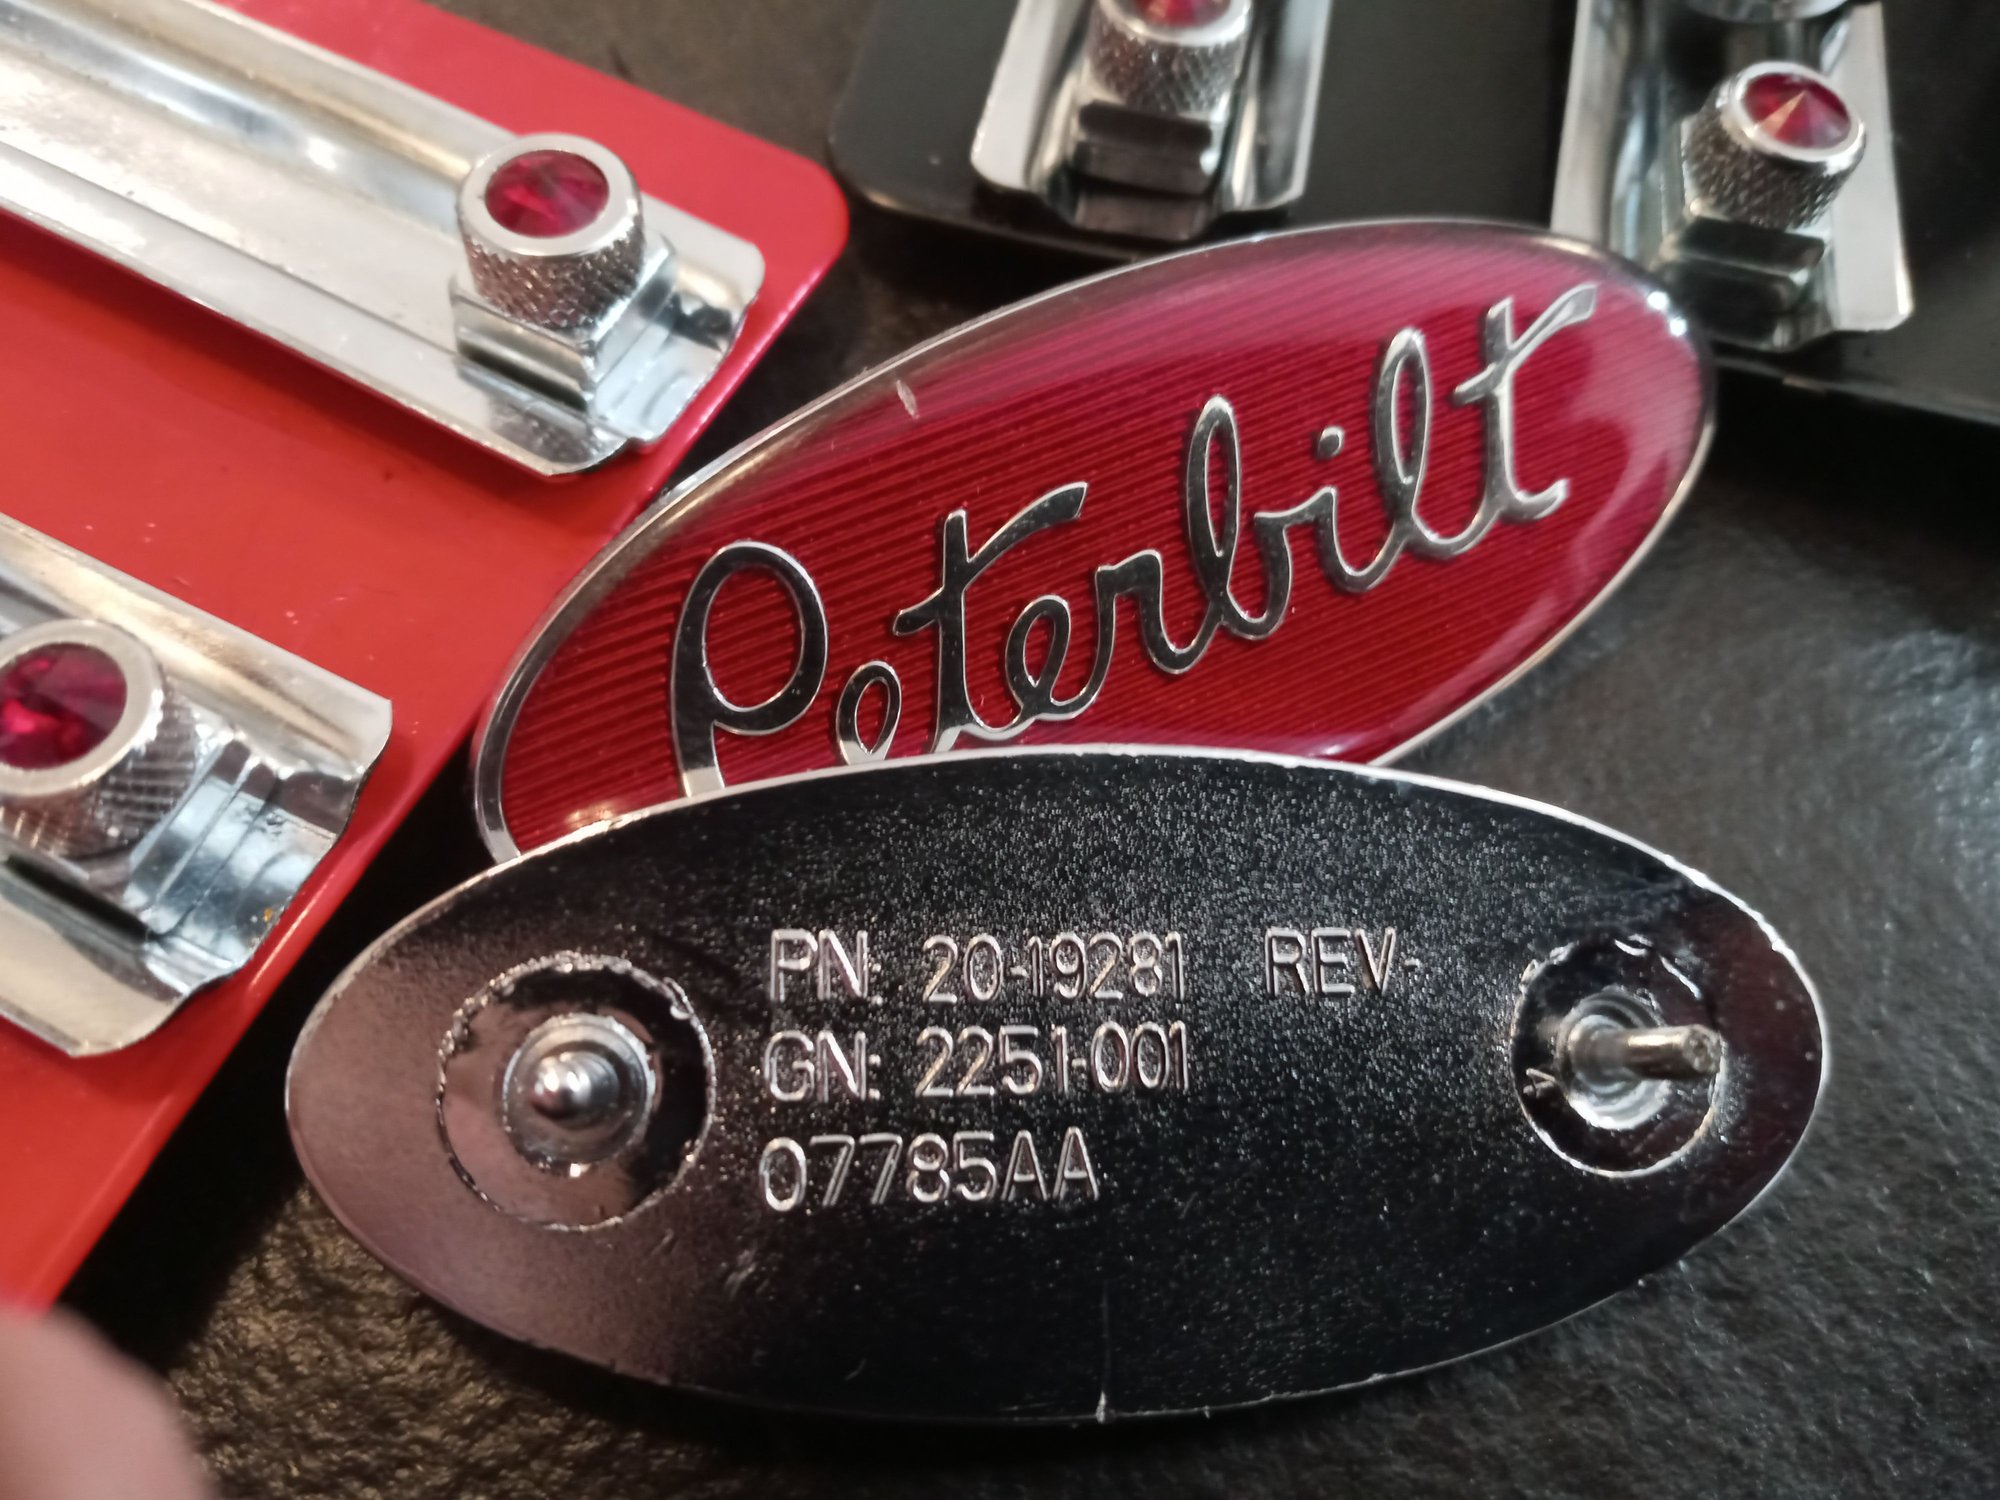 Peterbilt
PN: 20-19281 REV-
GN: 2251-001
07785AA